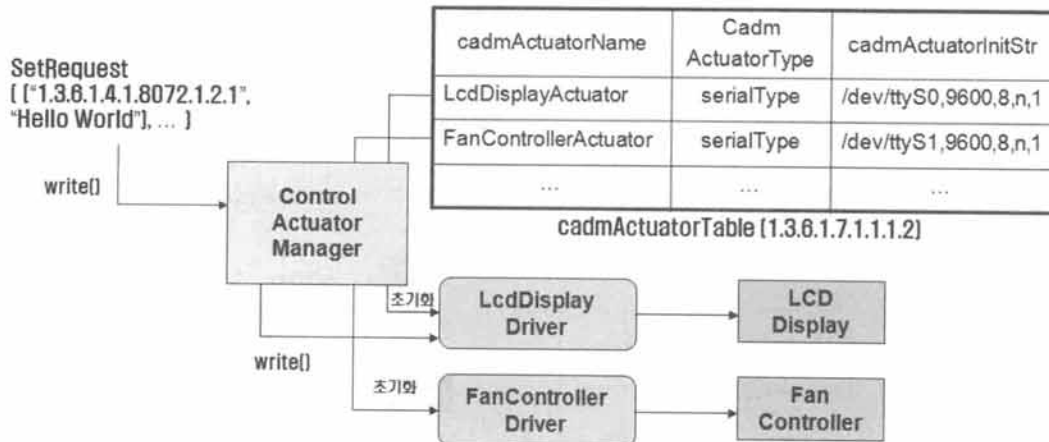 SetRequest
[ ["1.3.6.1.4.1.8072.1.2.1",
"Hello World"], ... ]
write()
Control
Actuator
Manager
cadmActuatorName
Cadm
ActuatorType
cadmActuatorInitStr
LcdDisplayActuator
serialType
/dev/ttyS0,9600,8,n,1
FanControllerActuator
serialType
/dev/ttyS1,9600,8,n,1
...
...
...
cadmActuatorTable [1.3.6.1.7.1.1.1.2]
초기화
LcdDisplay
Driver
LCD
Display
write()
초기화
FanController
Driver
Fan
Controller